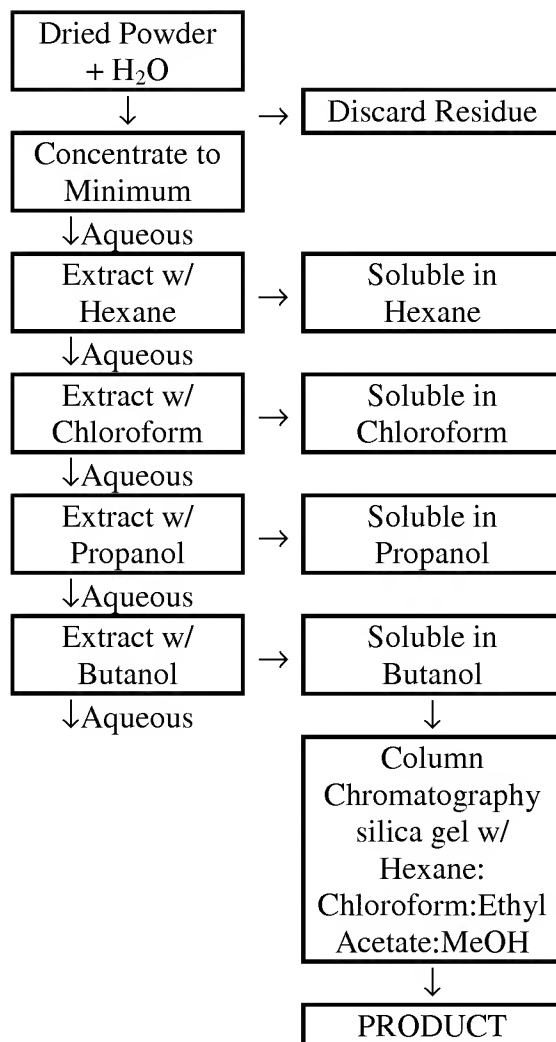 Dried Powder
+ H₂O
↓
→
Discard Residue
Concentrate to
Minimum
↓Aqueous
Extract w/
Hexane
→
Soluble in
Hexane
↓Aqueous
Extract w/
Chloroform
→
Soluble in
Chloroform
↓Aqueous
Extract w/
Propanol
→
Soluble in
Propanol
↓Aqueous
Extract w/
Butanol
→
Soluble in
Butanol
↓Aqueous
↓
Column
Chromatography
silica gel w/
Hexane:
Chloroform:Ethyl
Acetate:MeOH
↓
PRODUCT